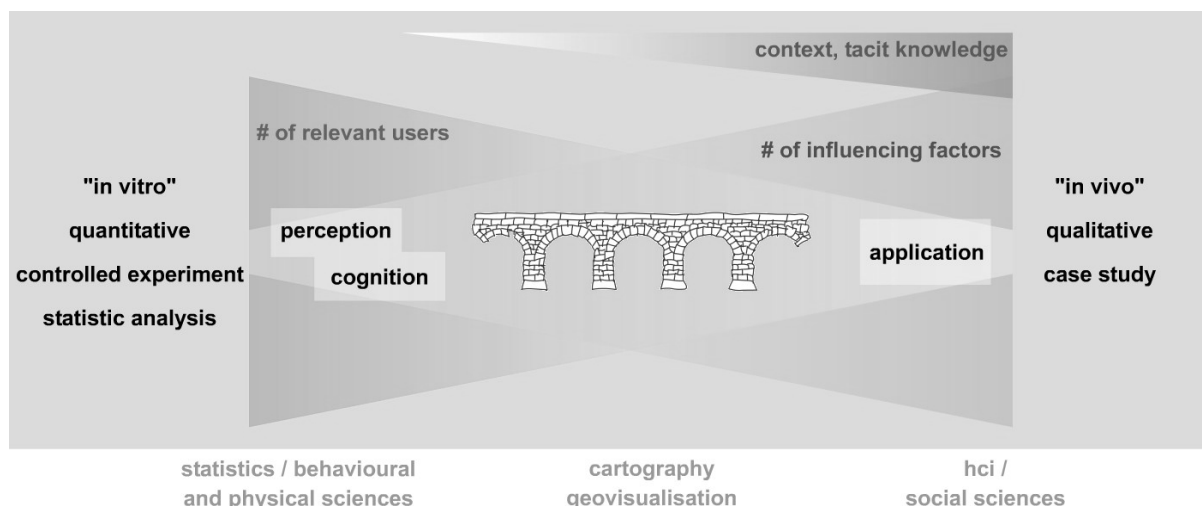 context, tacit knowledge
# of relevant users
# of influencing factors
"in vitro"
quantitative
controlled experiment
statistic analysis
perception
cognition
application
"in vivo"
qualitative
case study
statistics / behavioural
and physical sciences
cartography
geovisualisation
hci /
social sciences